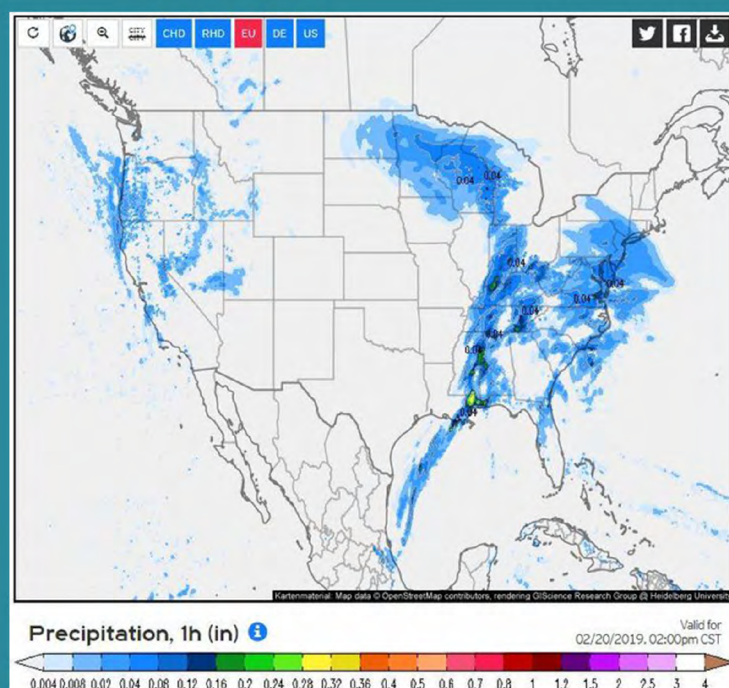 CITY
CHD RHD EU DE US
0.04 0.04
0.04
0.04
0.04
0.04
0.04
0.04
0.04
Kartenmaterial: Map data © OpenStreetMap contributors, rendering GIScience Research Group @ Heidelberg University
Precipitation, 1h (in) i
Valid for
02/20/2019, 02:00pm CST
0.004 0.008 0.02 0.04 0.08 0.12 0.16 0.2 0.24 0.28 0.32 0.36 0.4 0.5 0.6 0.7 0.8 1 1.2 1.5 2 2.5 3 4